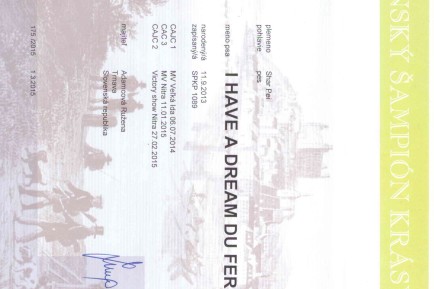 NSKÝ ŠAMPIÓN KRÁS
plemeno Shar Pei
pohlavie pes
meno psa I HAVE A DREAM DU FER
narodený/á 11.9.2013
zapísaný/á SPKP 1089
CAJC 1 MV Veľká Ida 06.07.2014
CAC 3 MV Nitra 11.01.2015
CAJC 2 Victory show Nitra 27.02.2015
majiteľ Adamcová Ružena
Trnava
Slovenská republika
175 /2015 1.3.2015